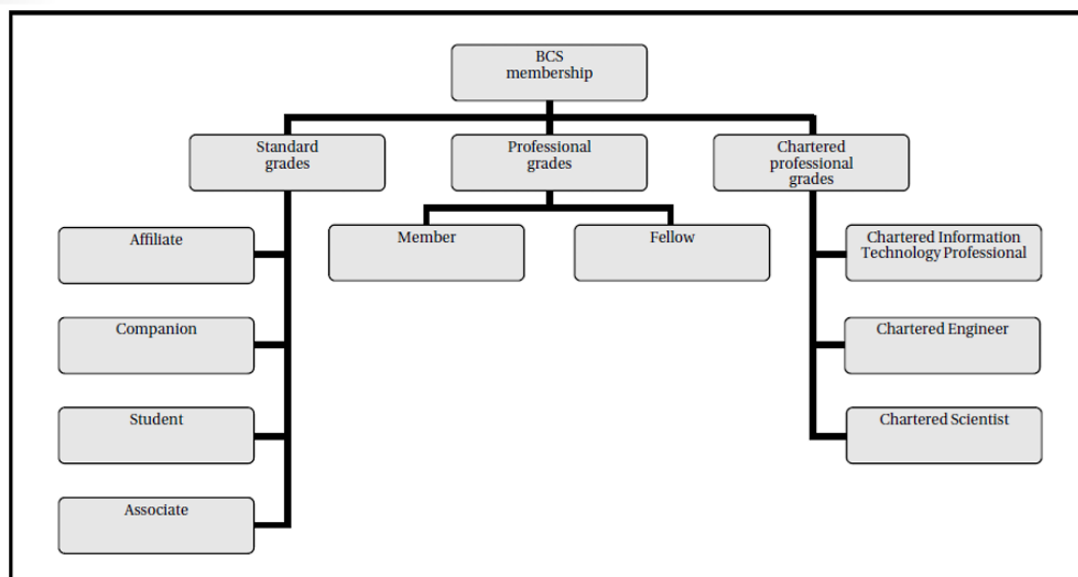 BCS
membership
Standard
grades
Professional
grades
Chartered
professional
grades
Affiliate
Member
Fellow
Chartered Information
Technology Professional
Companion
Chartered Engineer
Student
Chartered Scientist
Associate